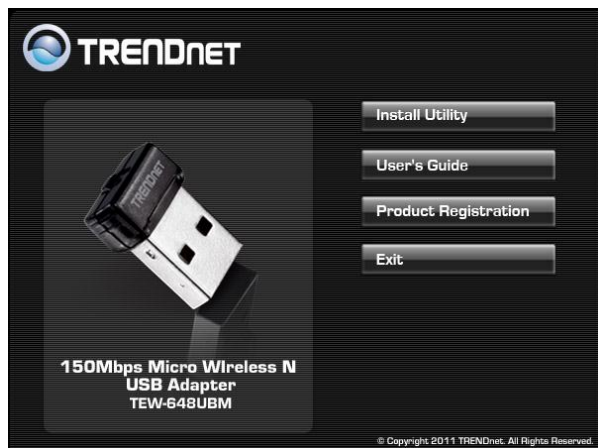 TRENDNET
Install Utility
User's Guide
Product Registration
Exit
TRENDNET
150Mbps Micro WIreless N
USB Adapter
TEW-648UBM
© Copyright 2011 TRENDnet. All Rights Reserved.